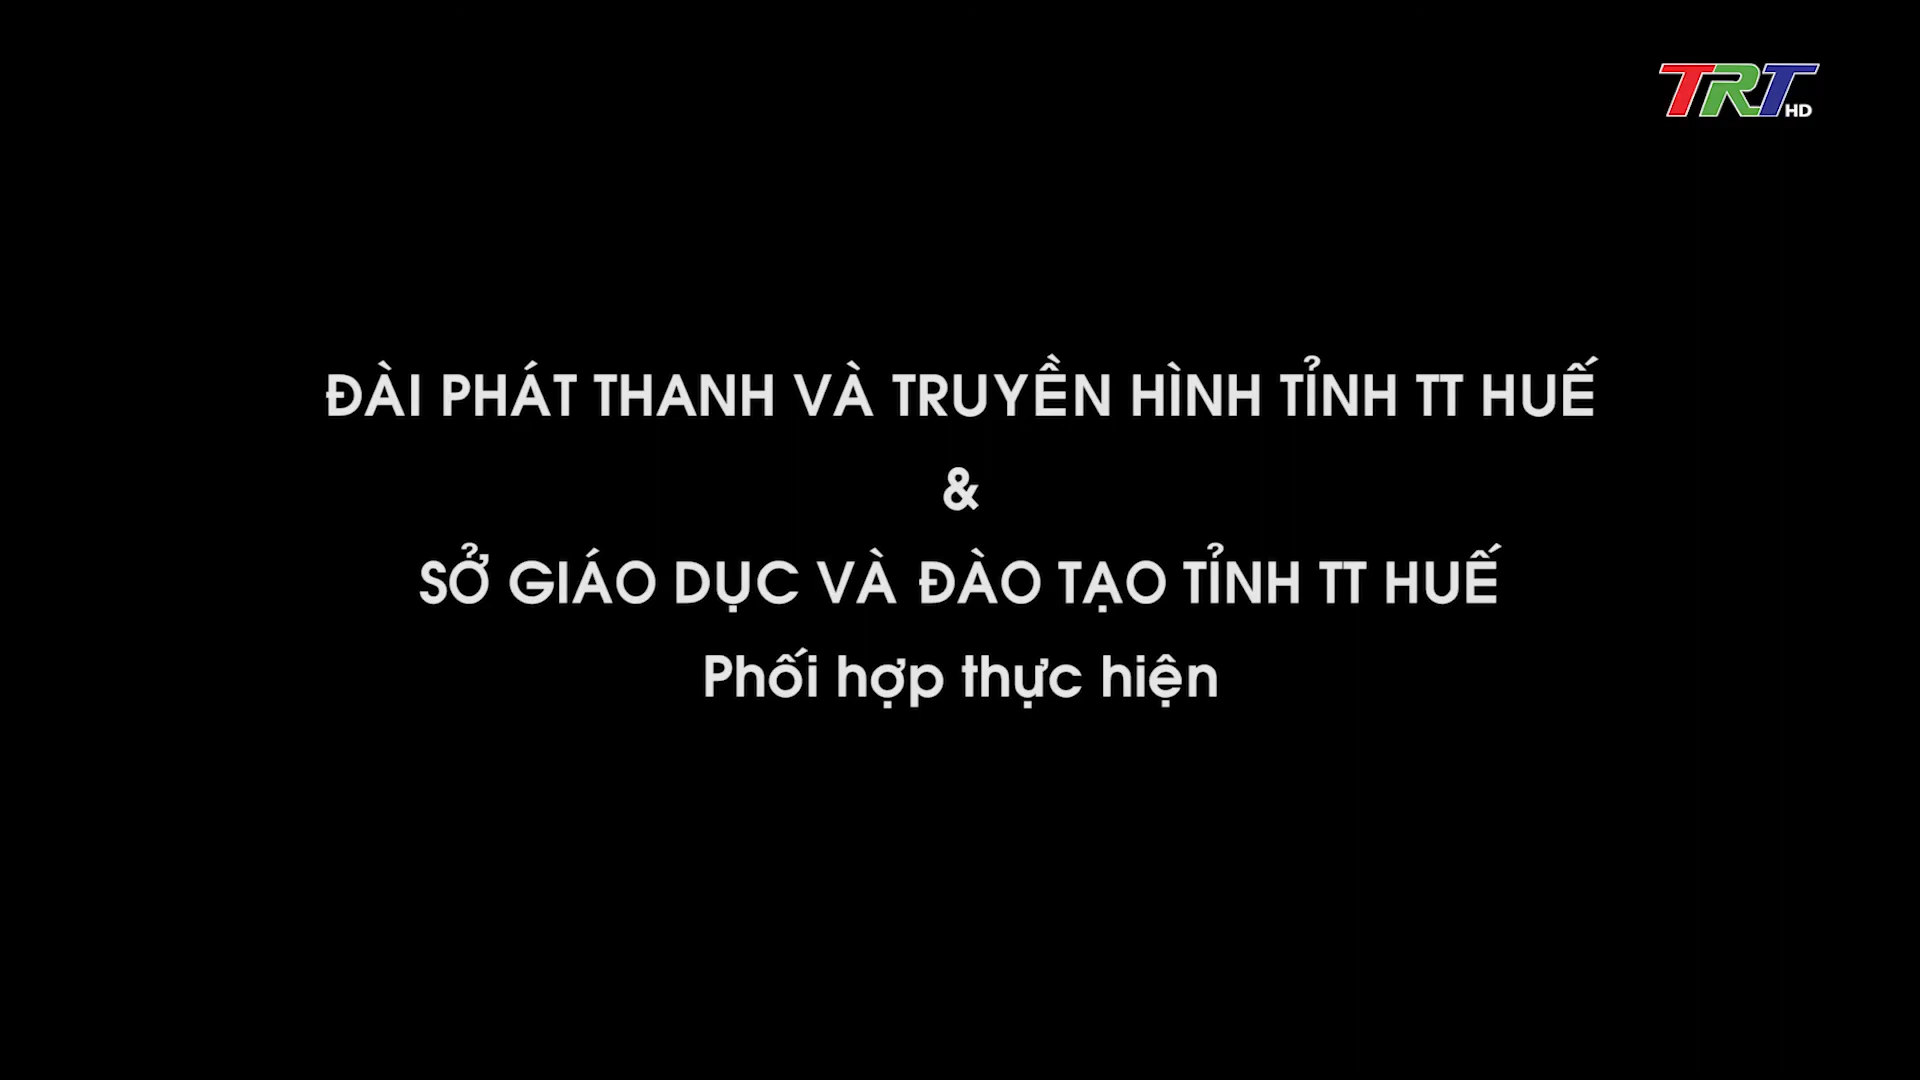 TRT HD
ĐÀI PHÁT THANH VÀ TRUYỀN HÌNH TỈNH TT HUẾ
&
SỞ GIÁO DỤC VÀ ĐÀO TẠO TỈNH TT HUẾ
Phối hợp thực hiện